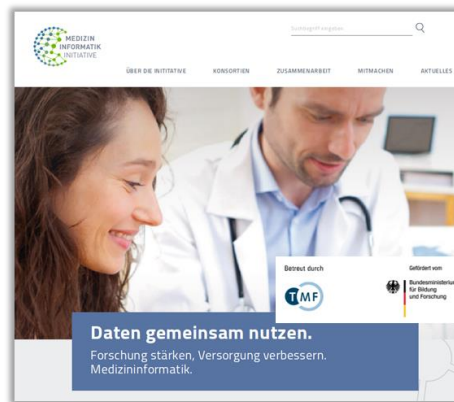 Suchbegriff eingeben
MEDIZIN
INFORMATIK
INITIATIVE
ÜBER DIE INITITATIVE KONSORTIEN ZUSAMMENARBEIT MITMACHEN AKTUELLES
Betreut durch
TMF
Gefördert vom
Bundesministerium
für Bildung
und Forschung
Daten gemeinsam nutzen.
Forschung stärken, Versorgung verbessern.
Medizininformatik.